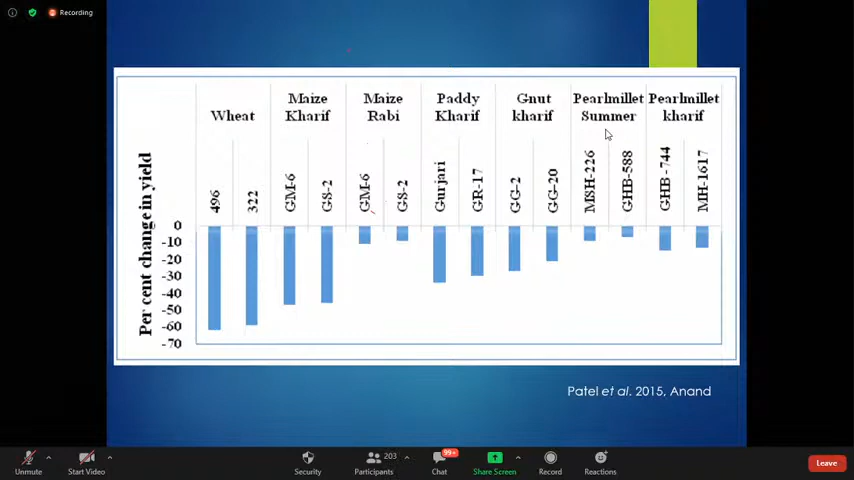 Recording
Wheat
Maize
Kharif
Maize
Rabi
Paddy
Kharif
Gnut
kharif
Pearlmillet
Summer
Pearlmillet
kharif
496
322
GM-6
GS-2
GM-6
GS-2
Gurjari
GR-17
GG-2
GG-20
MSH-226
GHB-588
GHB -744
MH-1617
Per cent change in yield
0
-10
-20
-30
-40
-50
-60
-70
Patel et al. 2015, Anand
Unmute
Start Video
Security
Participants
203
Chat
99+
Share Screen
Record
Reactions
Leave